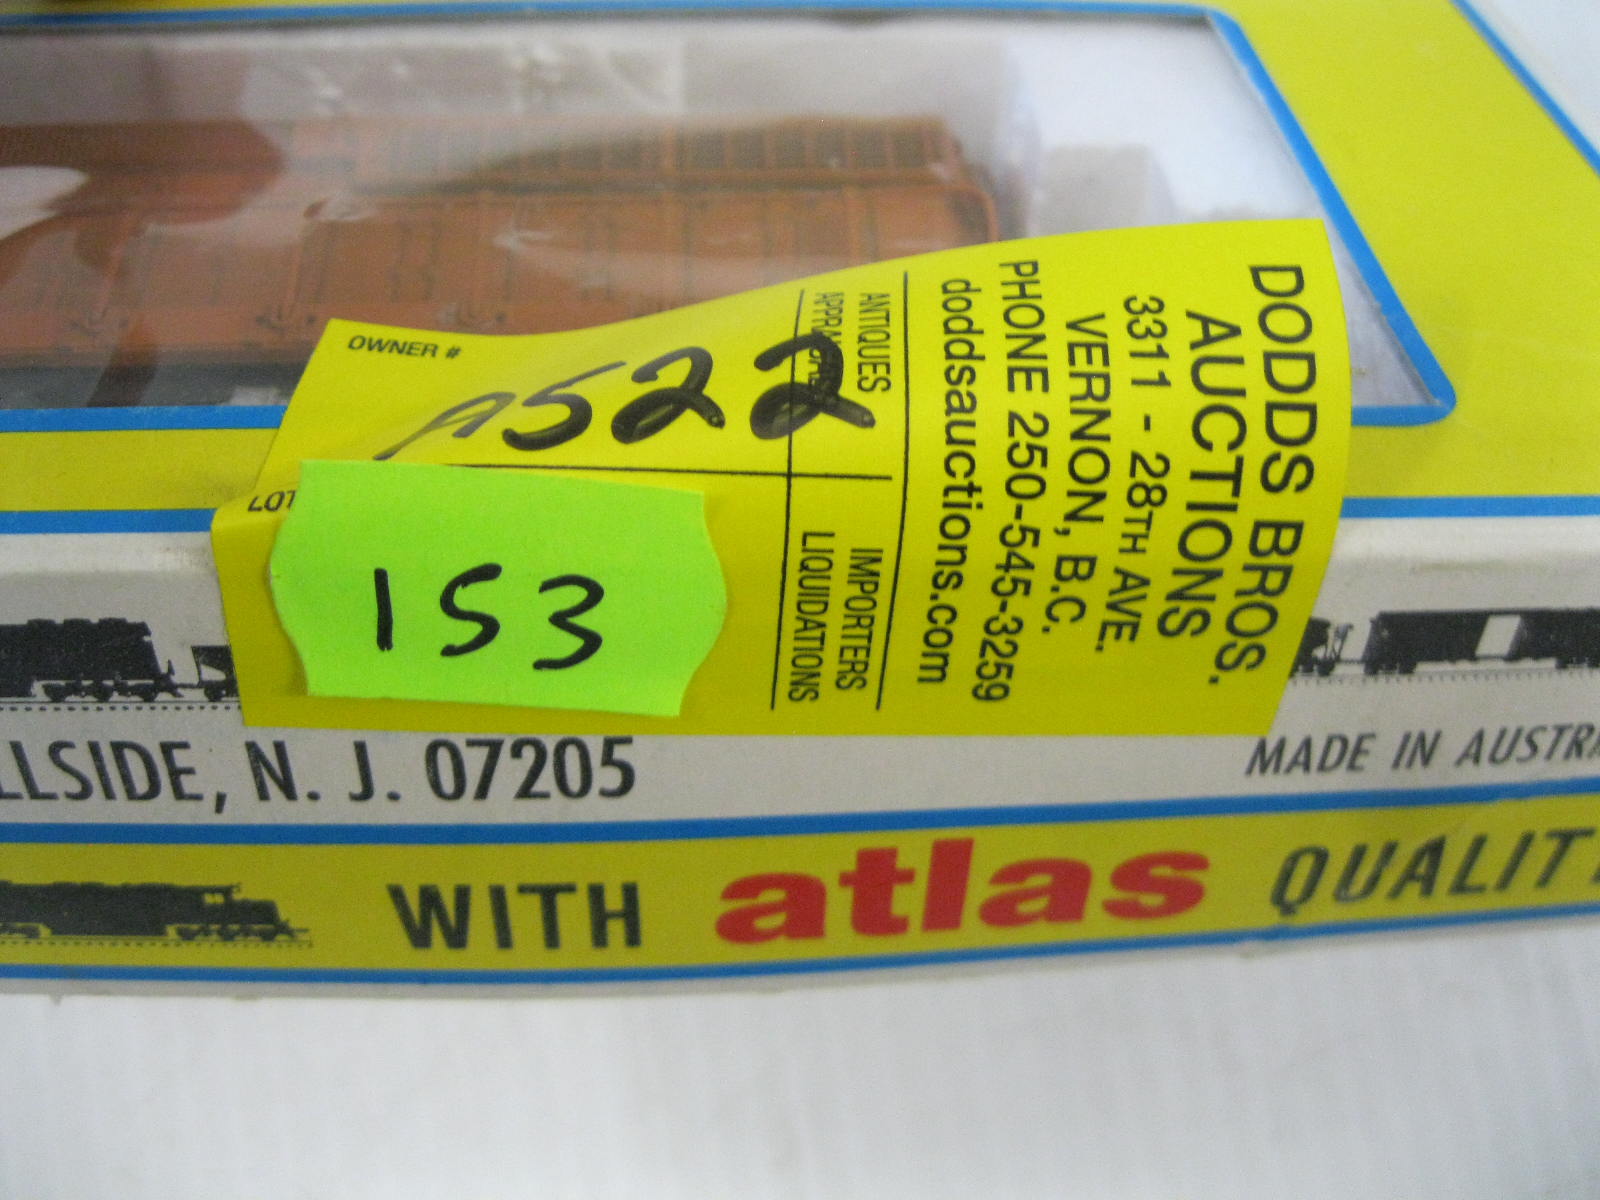 OWNER #
A522
LOT
153
ANTIQUES
IMPORTERS
LIQUIDATIONS
DODDS BROS.
AUCTIONS
3311 - 28TH AVE.
VERNON, B.C.
PHONE 250-545-3259
doddsauctions.com
LLSIDE, N. J. 07205
MADE IN AUSTR
WITH atlas QUALIT